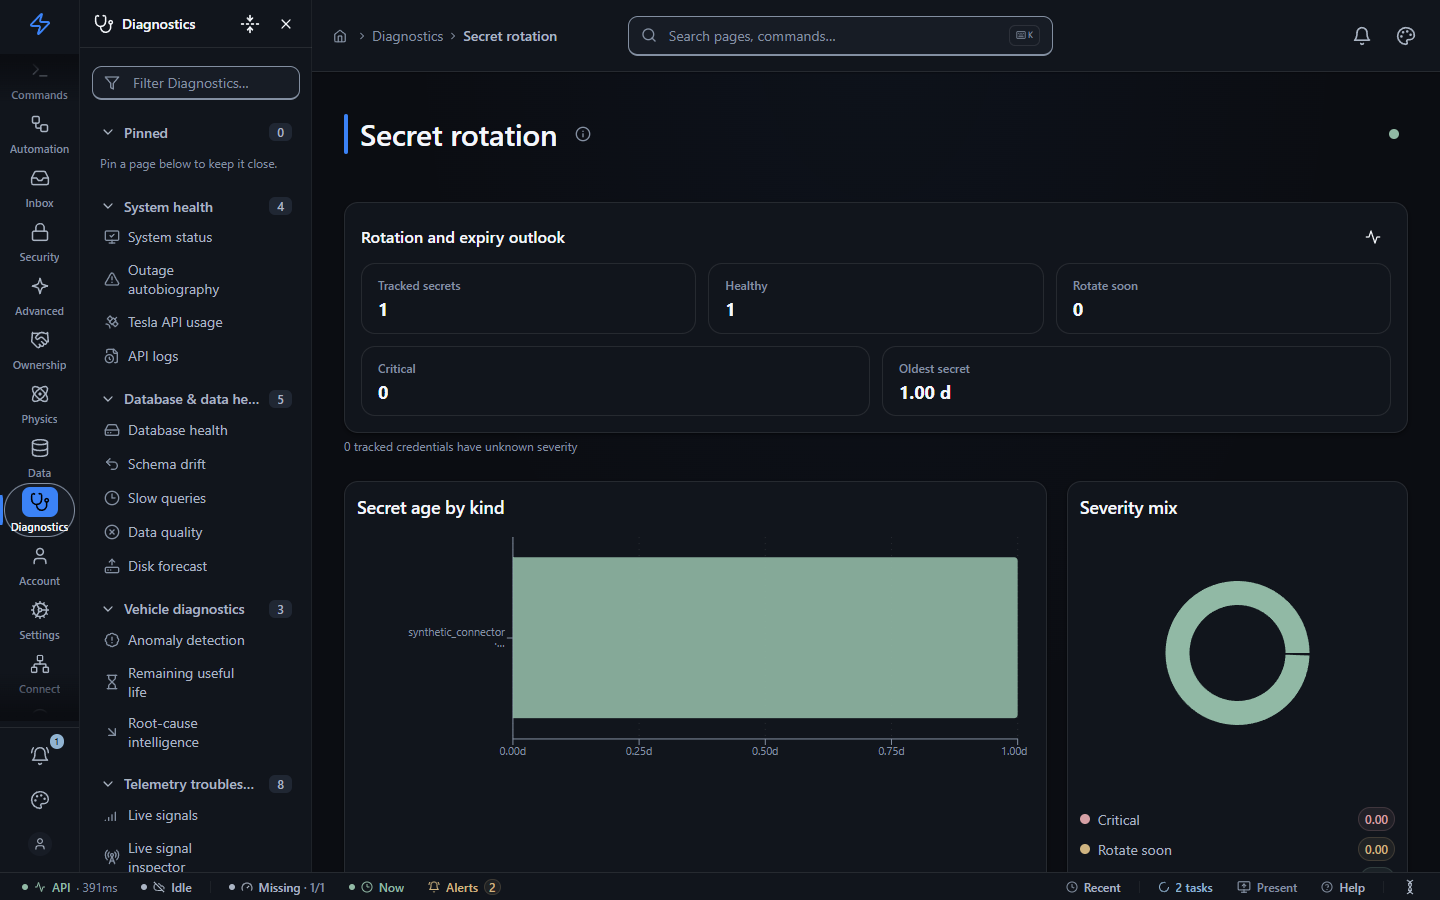 Diagnostics
Diagnostics
Secret rotation
Search pages, commands...
K
Commands
Automation
Inbox
Security
Advanced
Ownership
Physics
Data
Diagnostics
Account
Settings
Connect
1
Filter Diagnostics...
Pinned
0
Pin a page below to keep it close.
System health
4
System status
Outage
autobiography
Tesla API usage
API logs
Database & data he...
5
Database health
Schema drift
Slow queries
Data quality
Disk forecast
Vehicle diagnostics
3
Anomaly detection
Remaining useful
life
Root-cause
intelligence
Telemetry troubles...
8
Live signals
Live signal
inspector
Secret rotation
Rotation and expiry outlook
Tracked secrets
1
Healthy
1
Rotate soon
0
Critical
0
Oldest secret
1.00 d
0 tracked credentials have unknown severity
Secret age by kind
synthetic_connector
·...
0.00d
0.25d
0.50d
0.75d
1.00d
Severity mix
Critical
0.00
Rotate soon
0.00
API · 391ms
Idle
Missing · 1/1
Now
Alerts
2
Recent
2 tasks
Present
Help